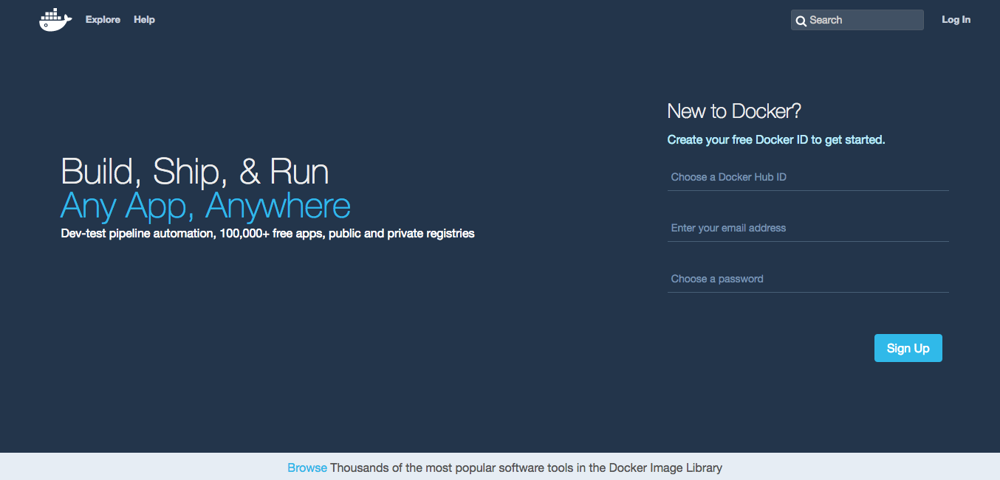 Explore Help Search Log In
New to Docker?
Create your free Docker ID to get started.
Choose a Docker Hub ID
Build, Ship, & Run
Any App, Anywhere
Dev-test pipeline automation, 100,000+ free apps, public and private registries
Enter your email address
Choose a password
Sign Up
Browse Thousands of the most popular software tools in the Docker Image Library